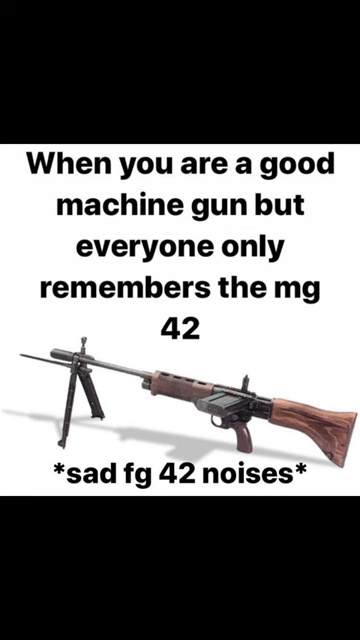 When you are a good
machine gun but
everyone only
remembers the mg
42
*sad fg 42 noises*